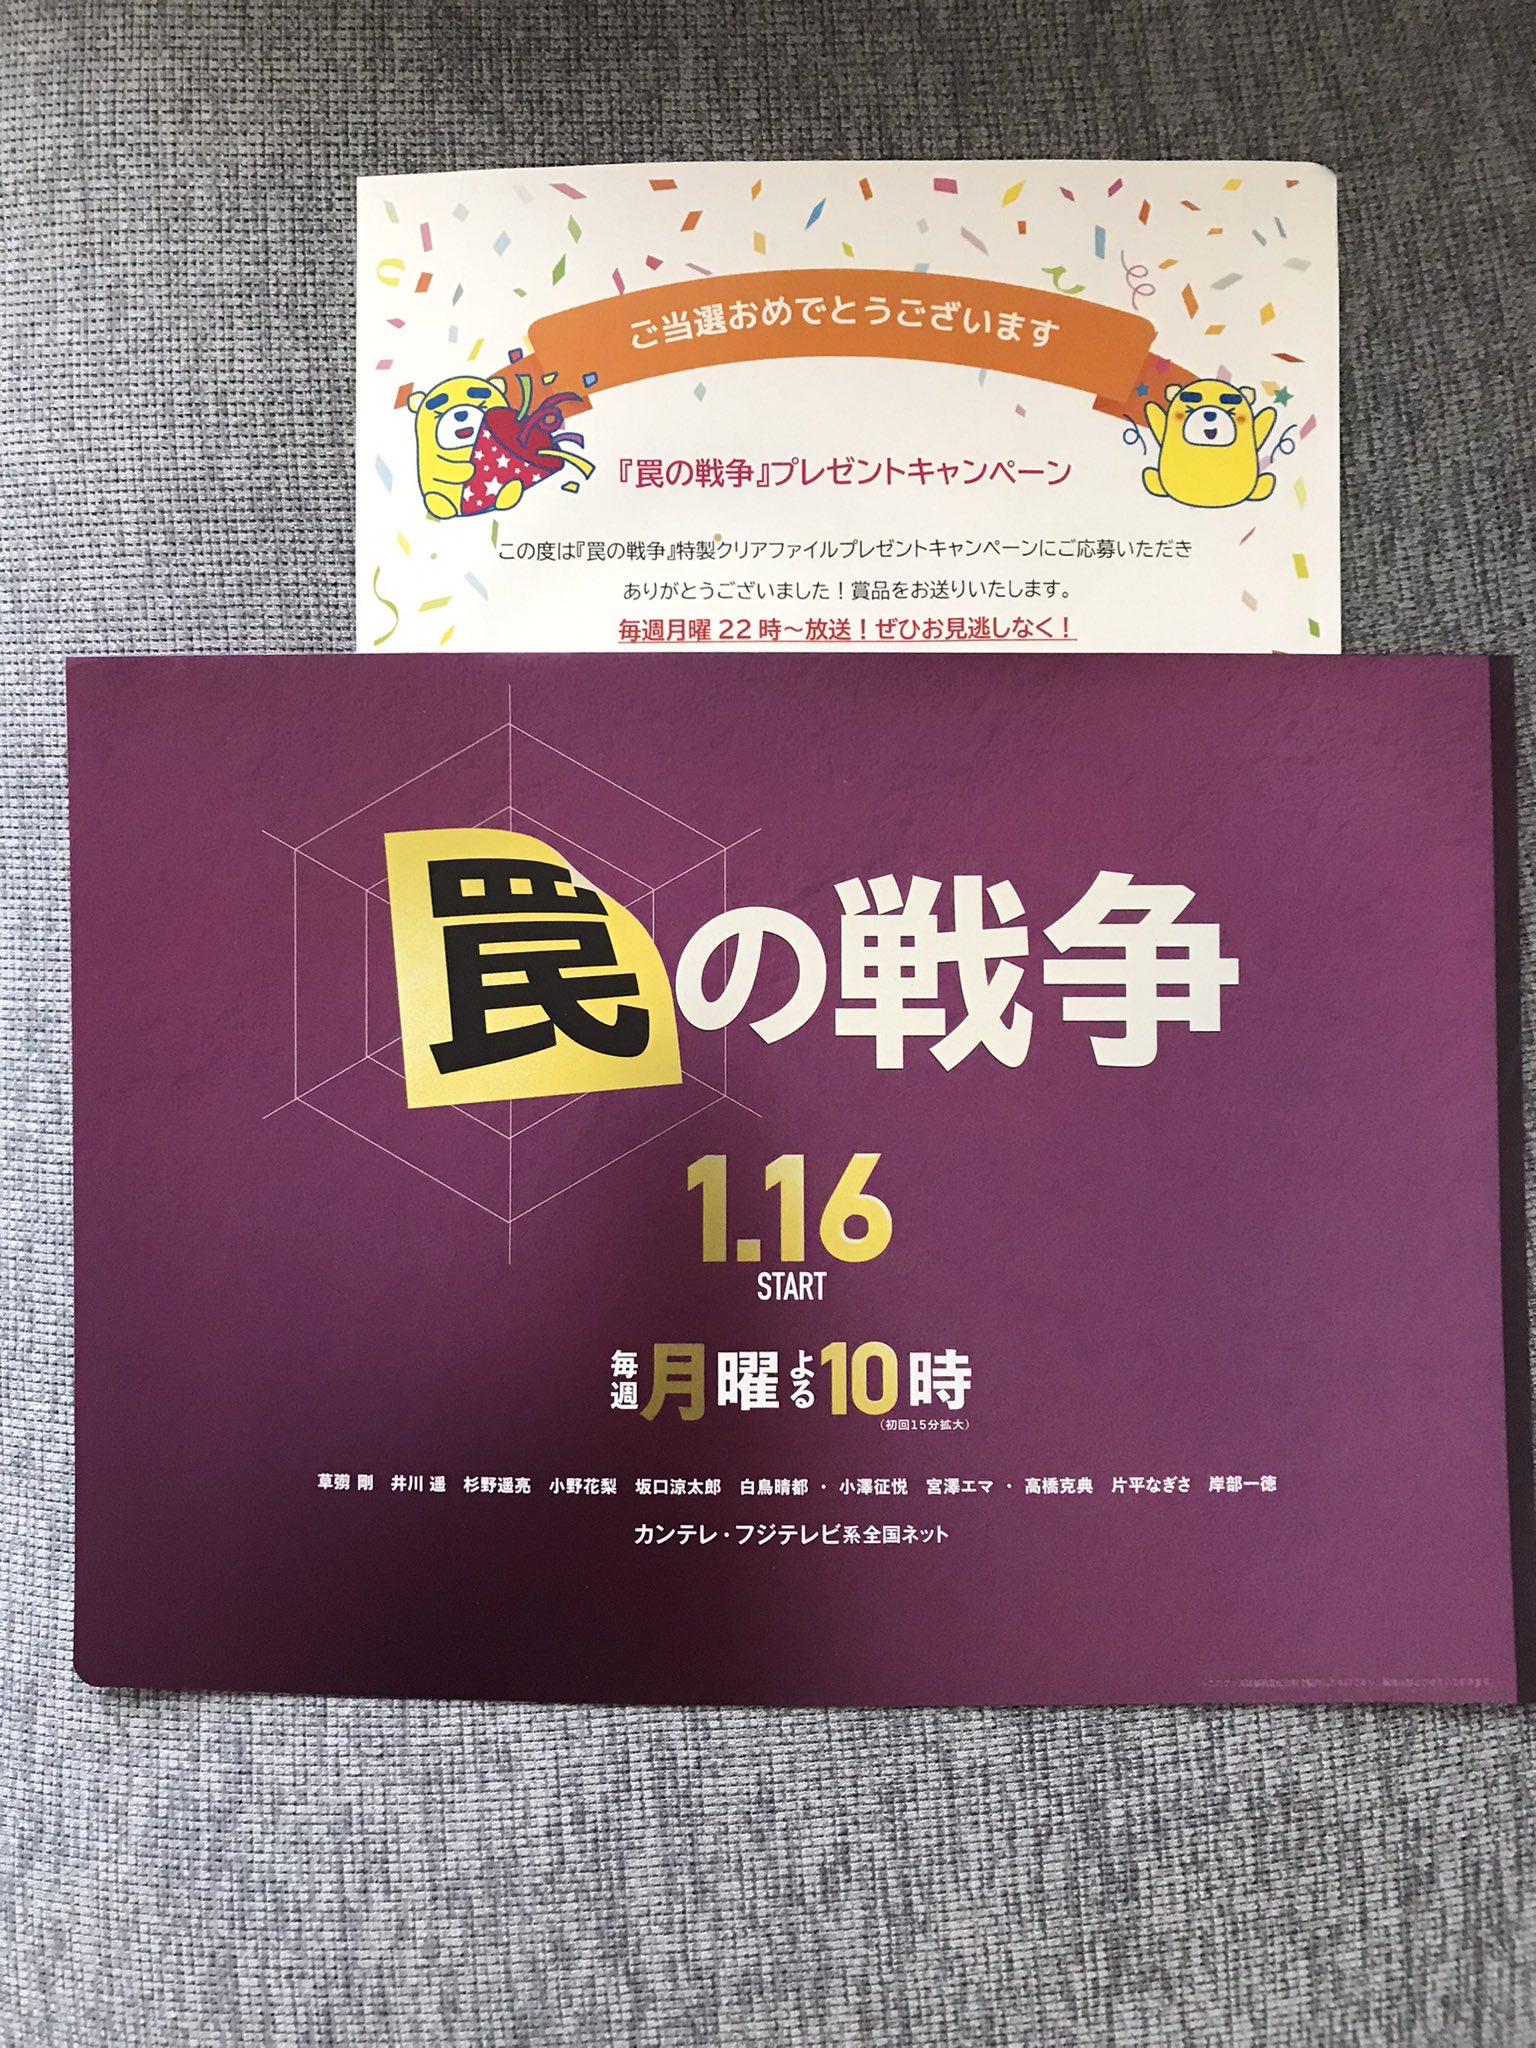 ご当選おめでとうございます
『罠の戦争』プレゼントキャンペーン
この度は『罠の戦争』特製クリアファイルプレゼントキャンペーンにご応募いただき
ありがとうございました！賞品をお送りいたします。
毎週月曜22時～放送！ぜひお見逃しなく！
罠の戦争
1.16
START
毎週月曜よる10時
（初回15分拡大）
草彅 剛 井川 遥 杉野遥亮 小野花梨 坂口涼太郎 白鳥晴都・小澤征悦 宮澤エマ・高橋克典 片平なぎさ 岸部一徳
カンテレ・フジテレビ系全国ネット